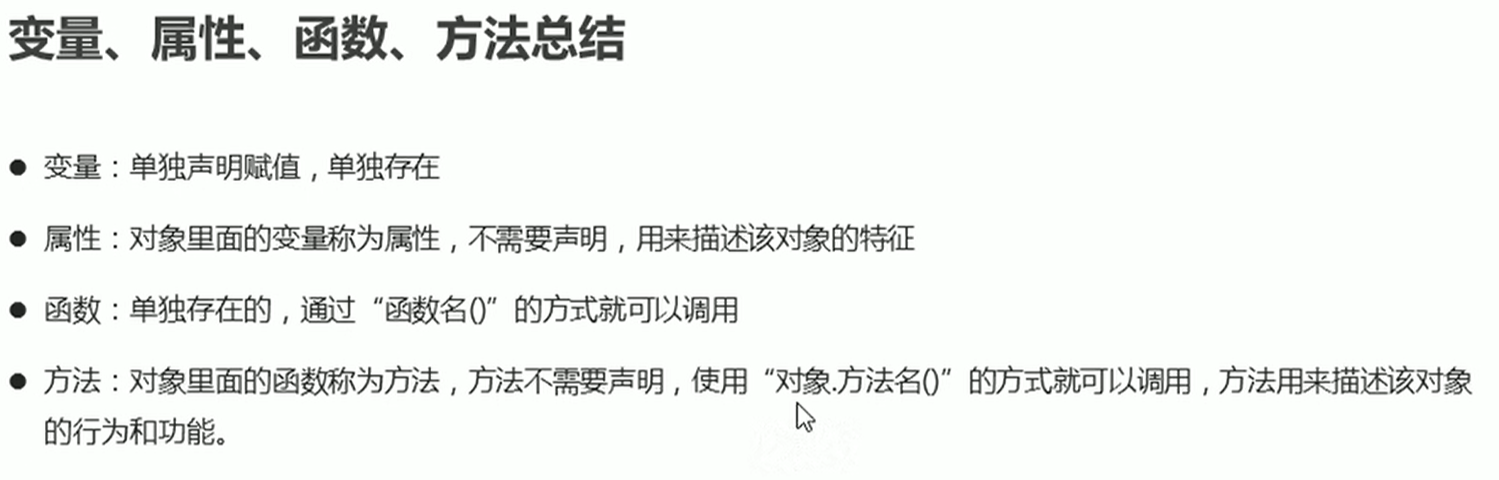 变量、属性、函数、方法总结
● 变量：单独声明赋值，单独存在
● 属性：对象里面的变量称为属性，不需要声明，用来描述该对象的特征
● 函数：单独存在的，通过“函数名()”的方式就可以调用
● 方法：对象里面的函数称为方法，方法不需要声明，使用“对象.方法名()”的方式就可以调用，方法用来描述该对象
的行为和功能。